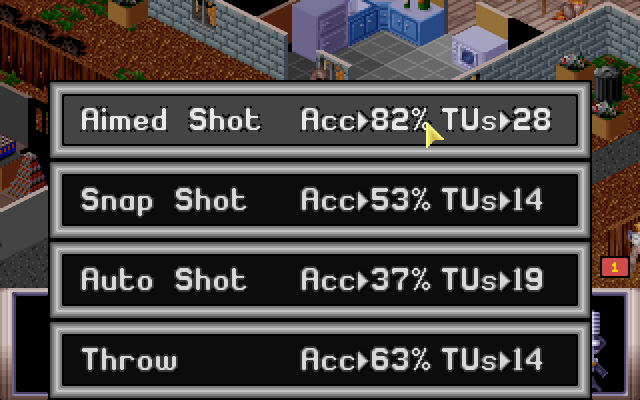 Aimed Shot Acc▸82% TUs▸28
Snap Shot Acc▸53% TUs▸14
Auto Shot Acc▸37% TUs▸19
1
Throw Acc▸63% TUs▸14